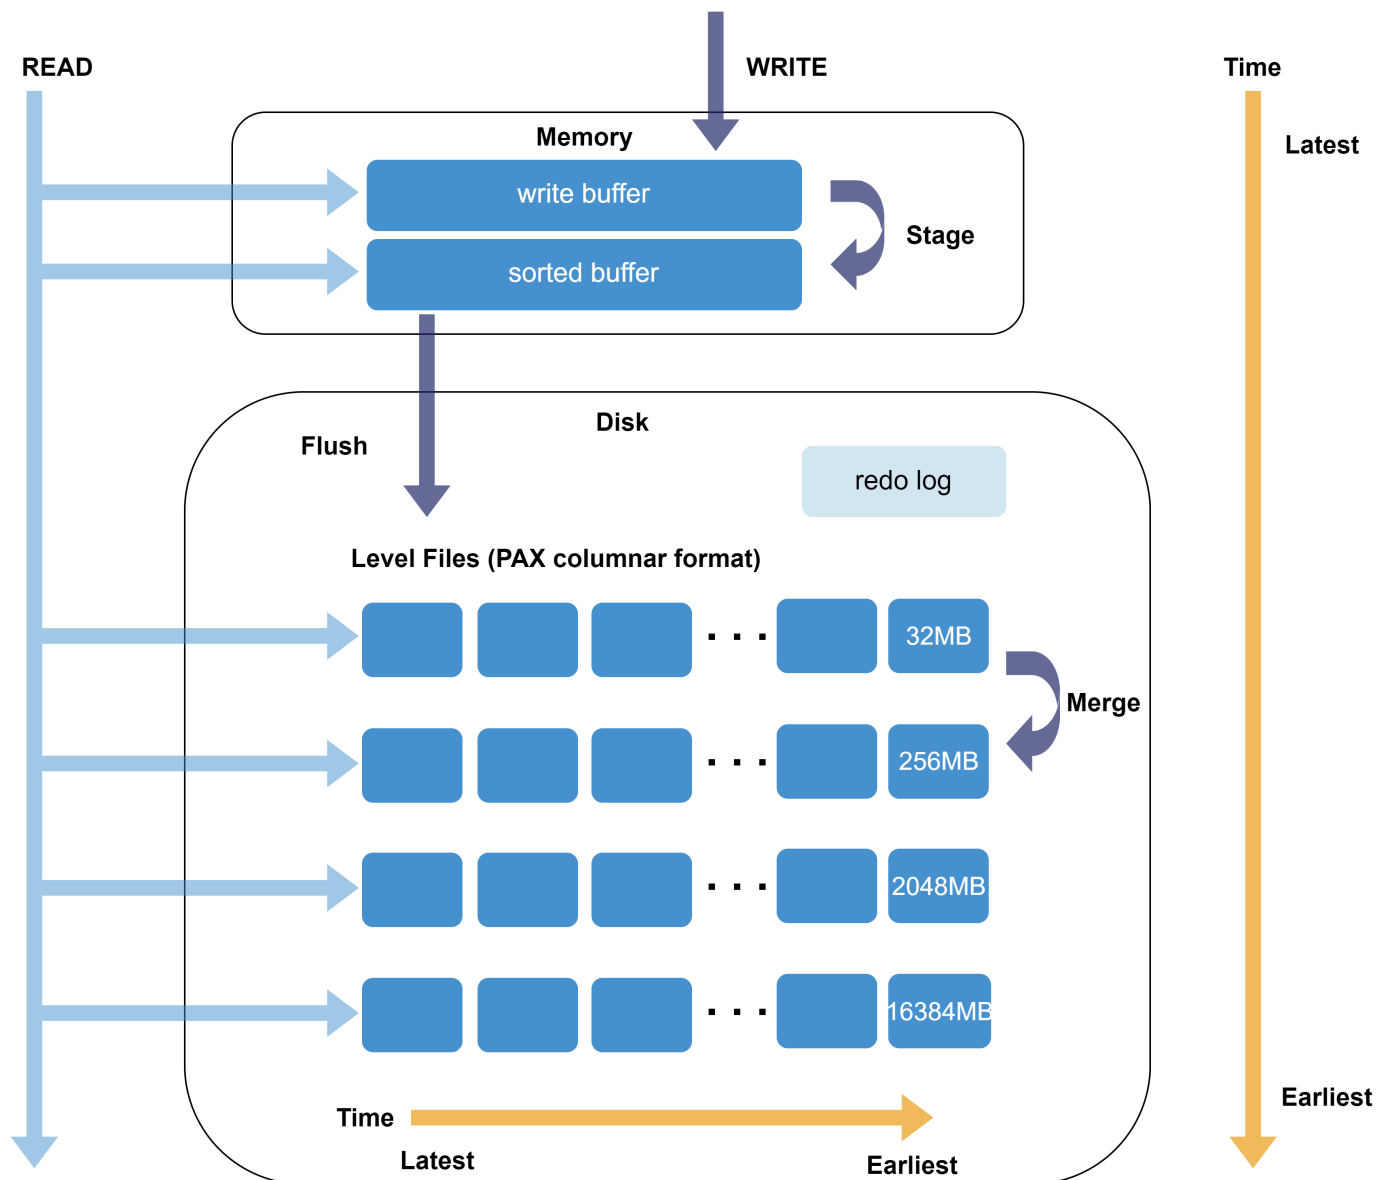 READ
WRITE
Time
Memory
Latest
write buffer
Stage
sorted buffer
Disk
Flush
redo log
Level Files (PAX columnar format)
. . .
32MB
Merge
. . .
256MB
. . .
2048MB
. . .
16384MB
Time
Earliest
Latest
Earliest